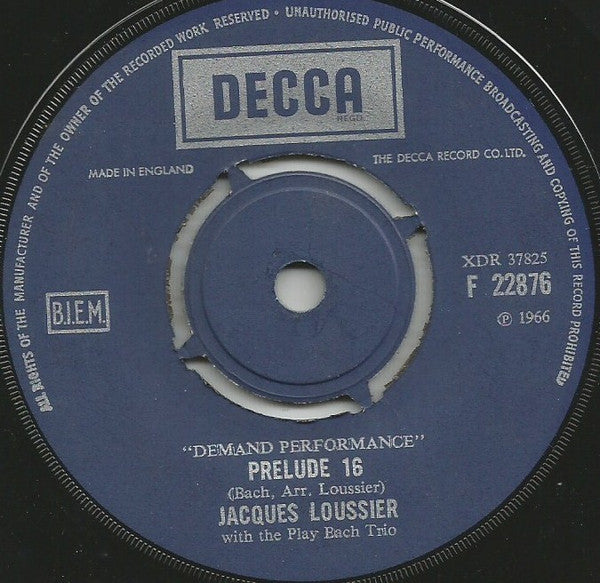 ALL RIGHTS OF THE MANUFACTURER AND OF THE OWNER OF THE RECORDED WORK RESERVED - UNAUTHORISED PUBLIC PERFORMANCE BROADCASTING AND COPYING OF THIS RECORD PROHIBITED
DECCA
REGD.
MADE IN ENGLAND
THE DECCA RECORD CO. LTD.
XDR 37825
F 22876
B.I.E.M.
℗ 1966
"DEMAND PERFORMANCE"
PRELUDE 16
(Bach, Arr. Loussier)
JACQUES LOUSSIER
with the Play Bach Trio